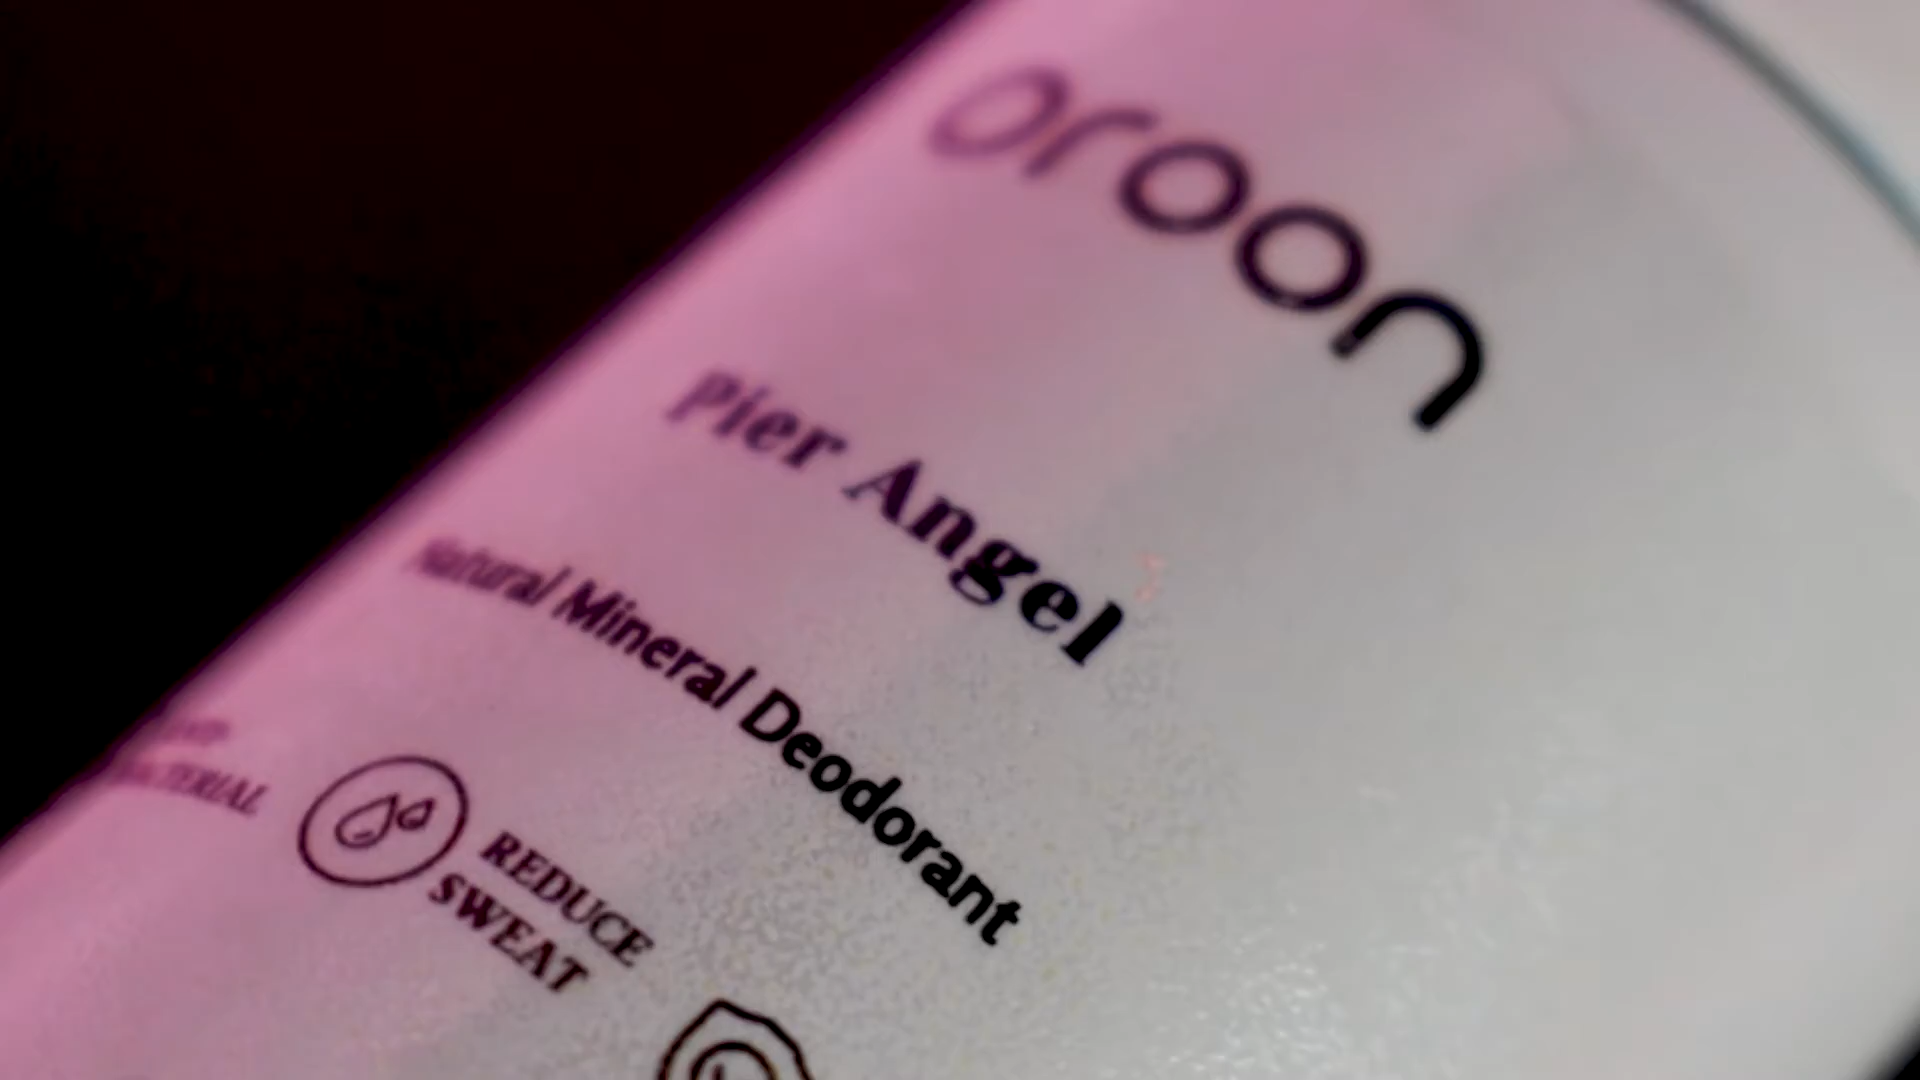 oroon
Pier Angel
Natural Mineral Deodorant
REDUCE
SWEAT